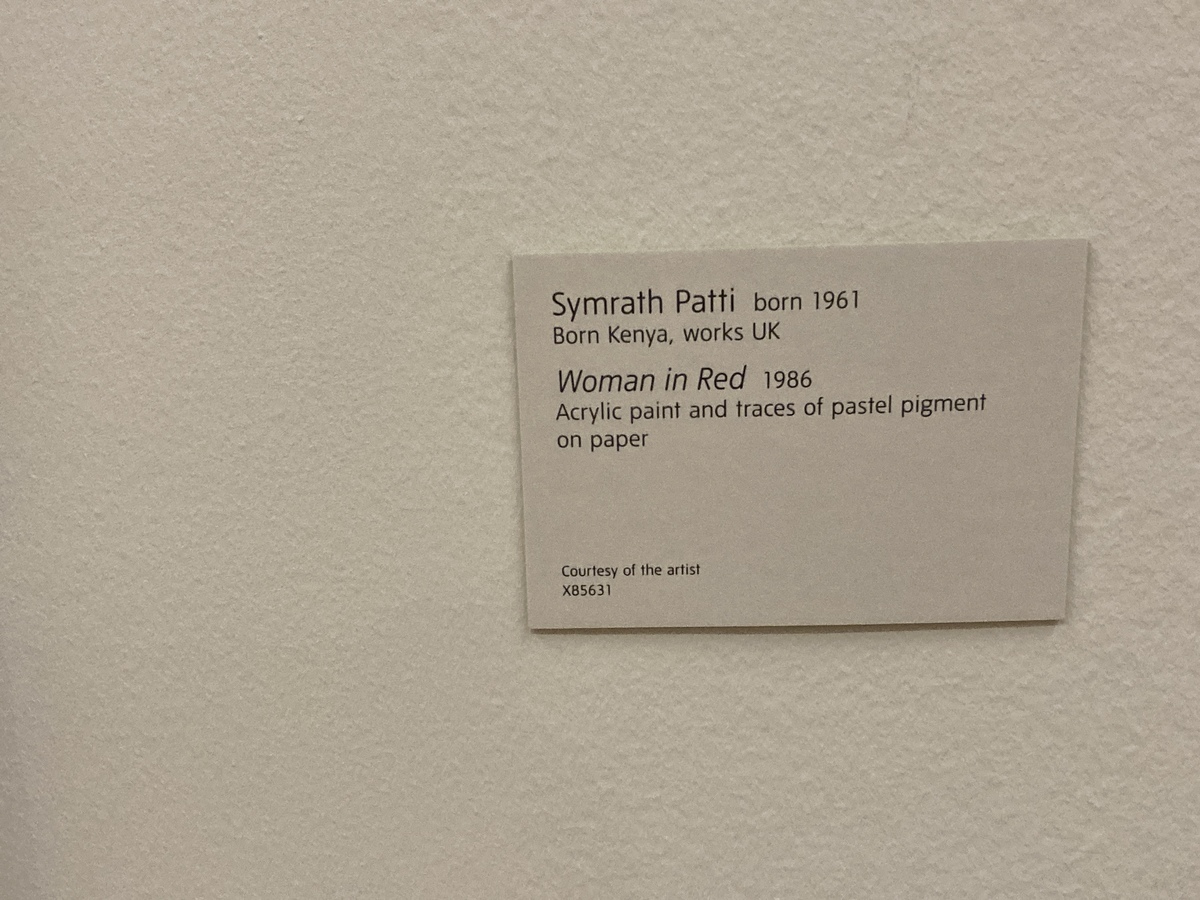 Symrath Patti born 1961
Born Kenya, works UK
Woman in Red 1986
Acrylic paint and traces of pastel pigment
on paper
Courtesy of the artist
X85631